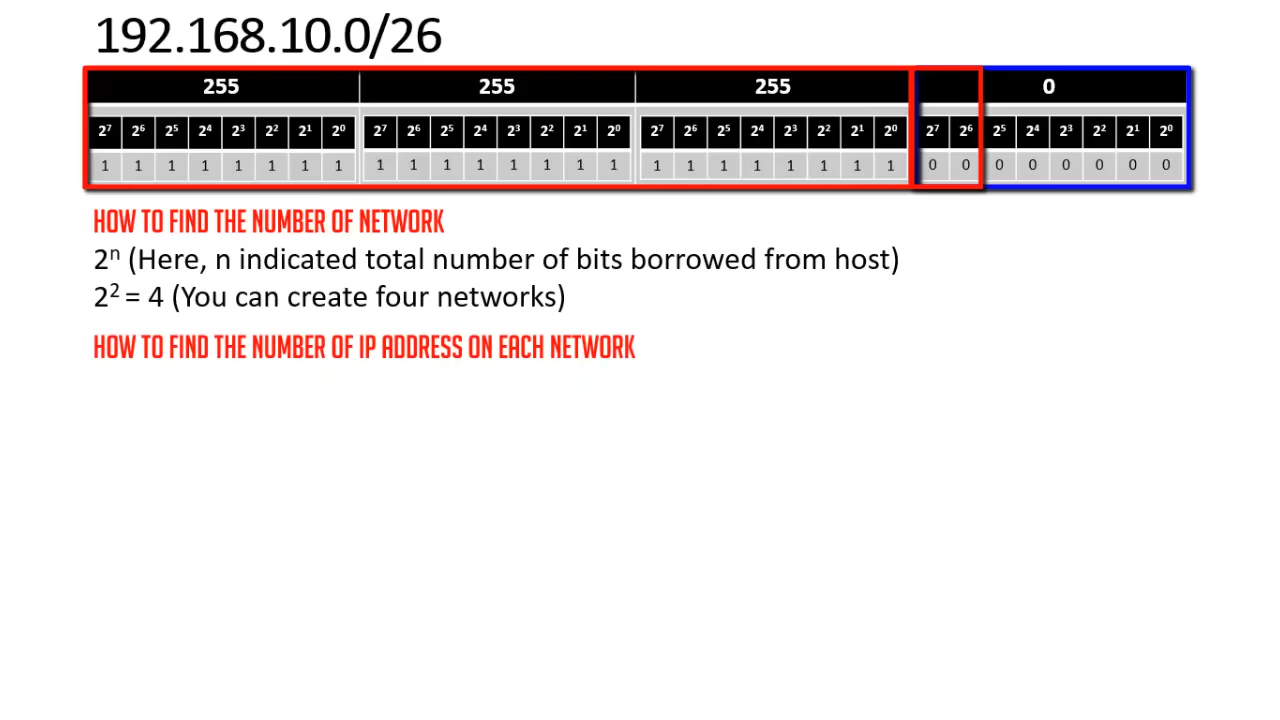 192.168.10.0/26
255 255 255 0
2⁷ 2⁶ 2⁵ 2⁴ 2³ 2² 2¹ 2⁰ 2⁷ 2⁶ 2⁵ 2⁴ 2³ 2² 2¹ 2⁰ 2⁷ 2⁶ 2⁵ 2⁴ 2³ 2² 2¹ 2⁰ 2⁷ 2⁶ 2⁵ 2⁴ 2³ 2² 2¹ 2⁰
1 1 1 1 1 1 1 1 1 1 1 1 1 1 1 1 1 1 1 1 1 1 1 1 0 0 0 0 0 0 0 0
HOW TO FIND THE NUMBER OF NETWORK
2ⁿ (Here, n indicated total number of bits borrowed from host)
2² = 4 (You can create four networks)
HOW TO FIND THE NUMBER OF IP ADDRESS ON EACH NETWORK